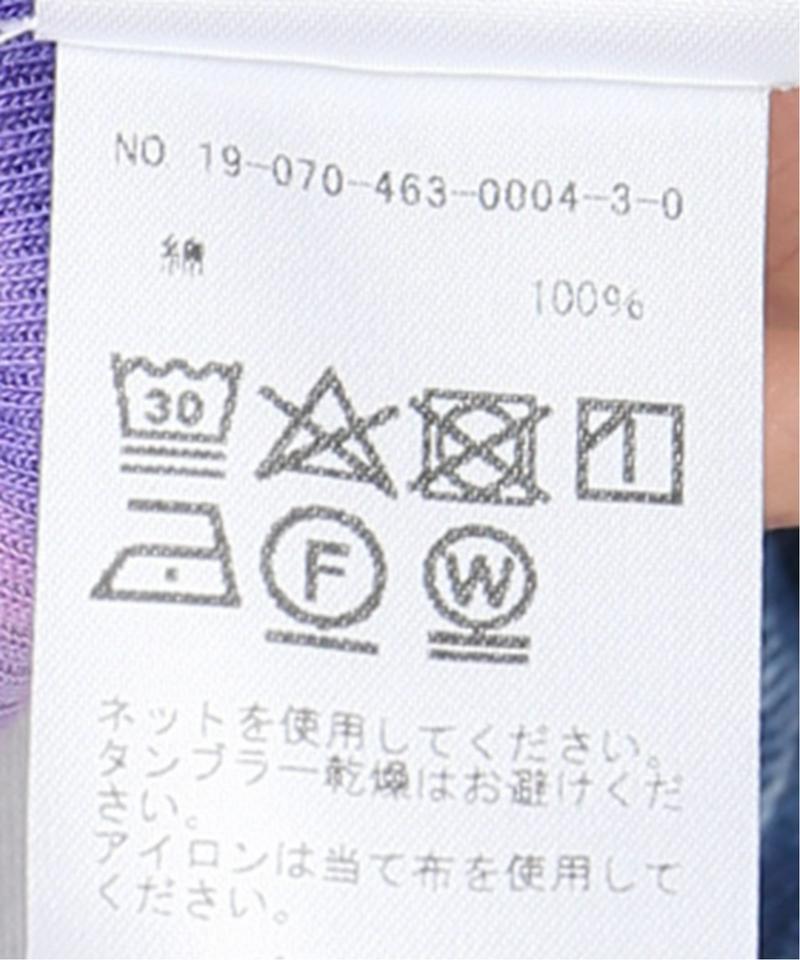 NO 19-070-463-0004-3-0
綿 100%
30
F W
ネットを使用してください。
タンブラー乾燥はお避けくだ
さい。
アイロンは当て布を使用して
ください。